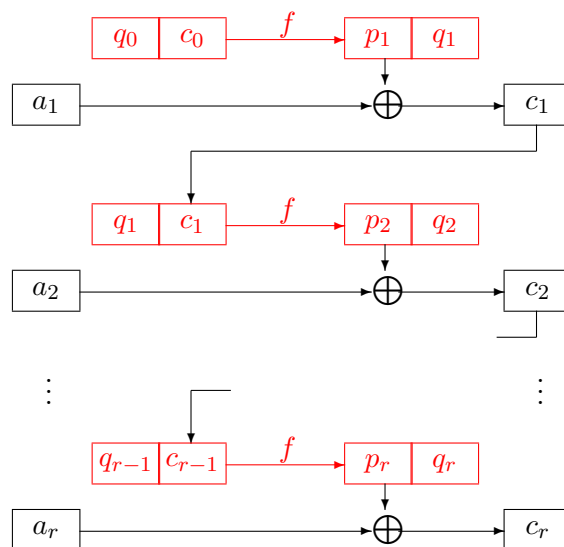 q₀ c₀ f p₁ q₁
a₁ ⊕ c₁
q₁ c₁ f p₂ q₂
a₂ ⊕ c₂
⋮ ⋮
qᵣ₋₁ cᵣ₋₁ f pᵣ qᵣ
aᵣ ⊕ cᵣ